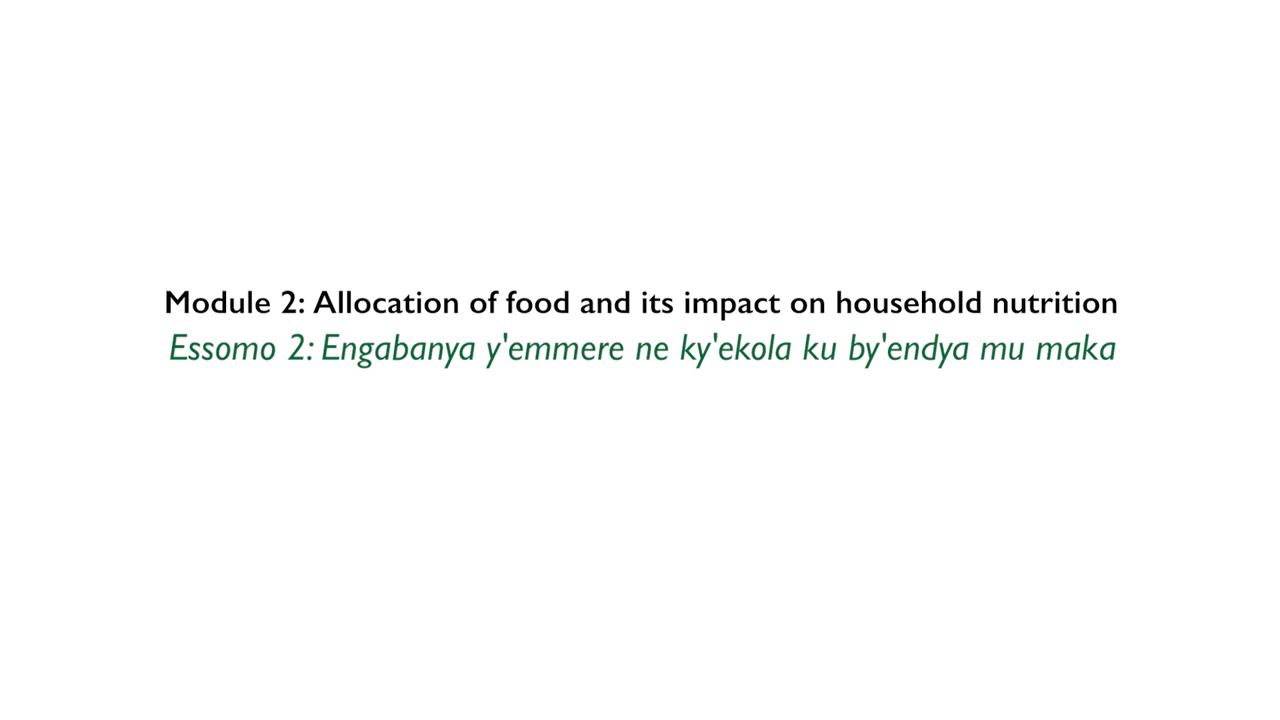 Module 2: Allocation of food and its impact on household nutrition
Essomo 2: Engabanya y'emmere ne ky'ekola ku by'endya mu maka